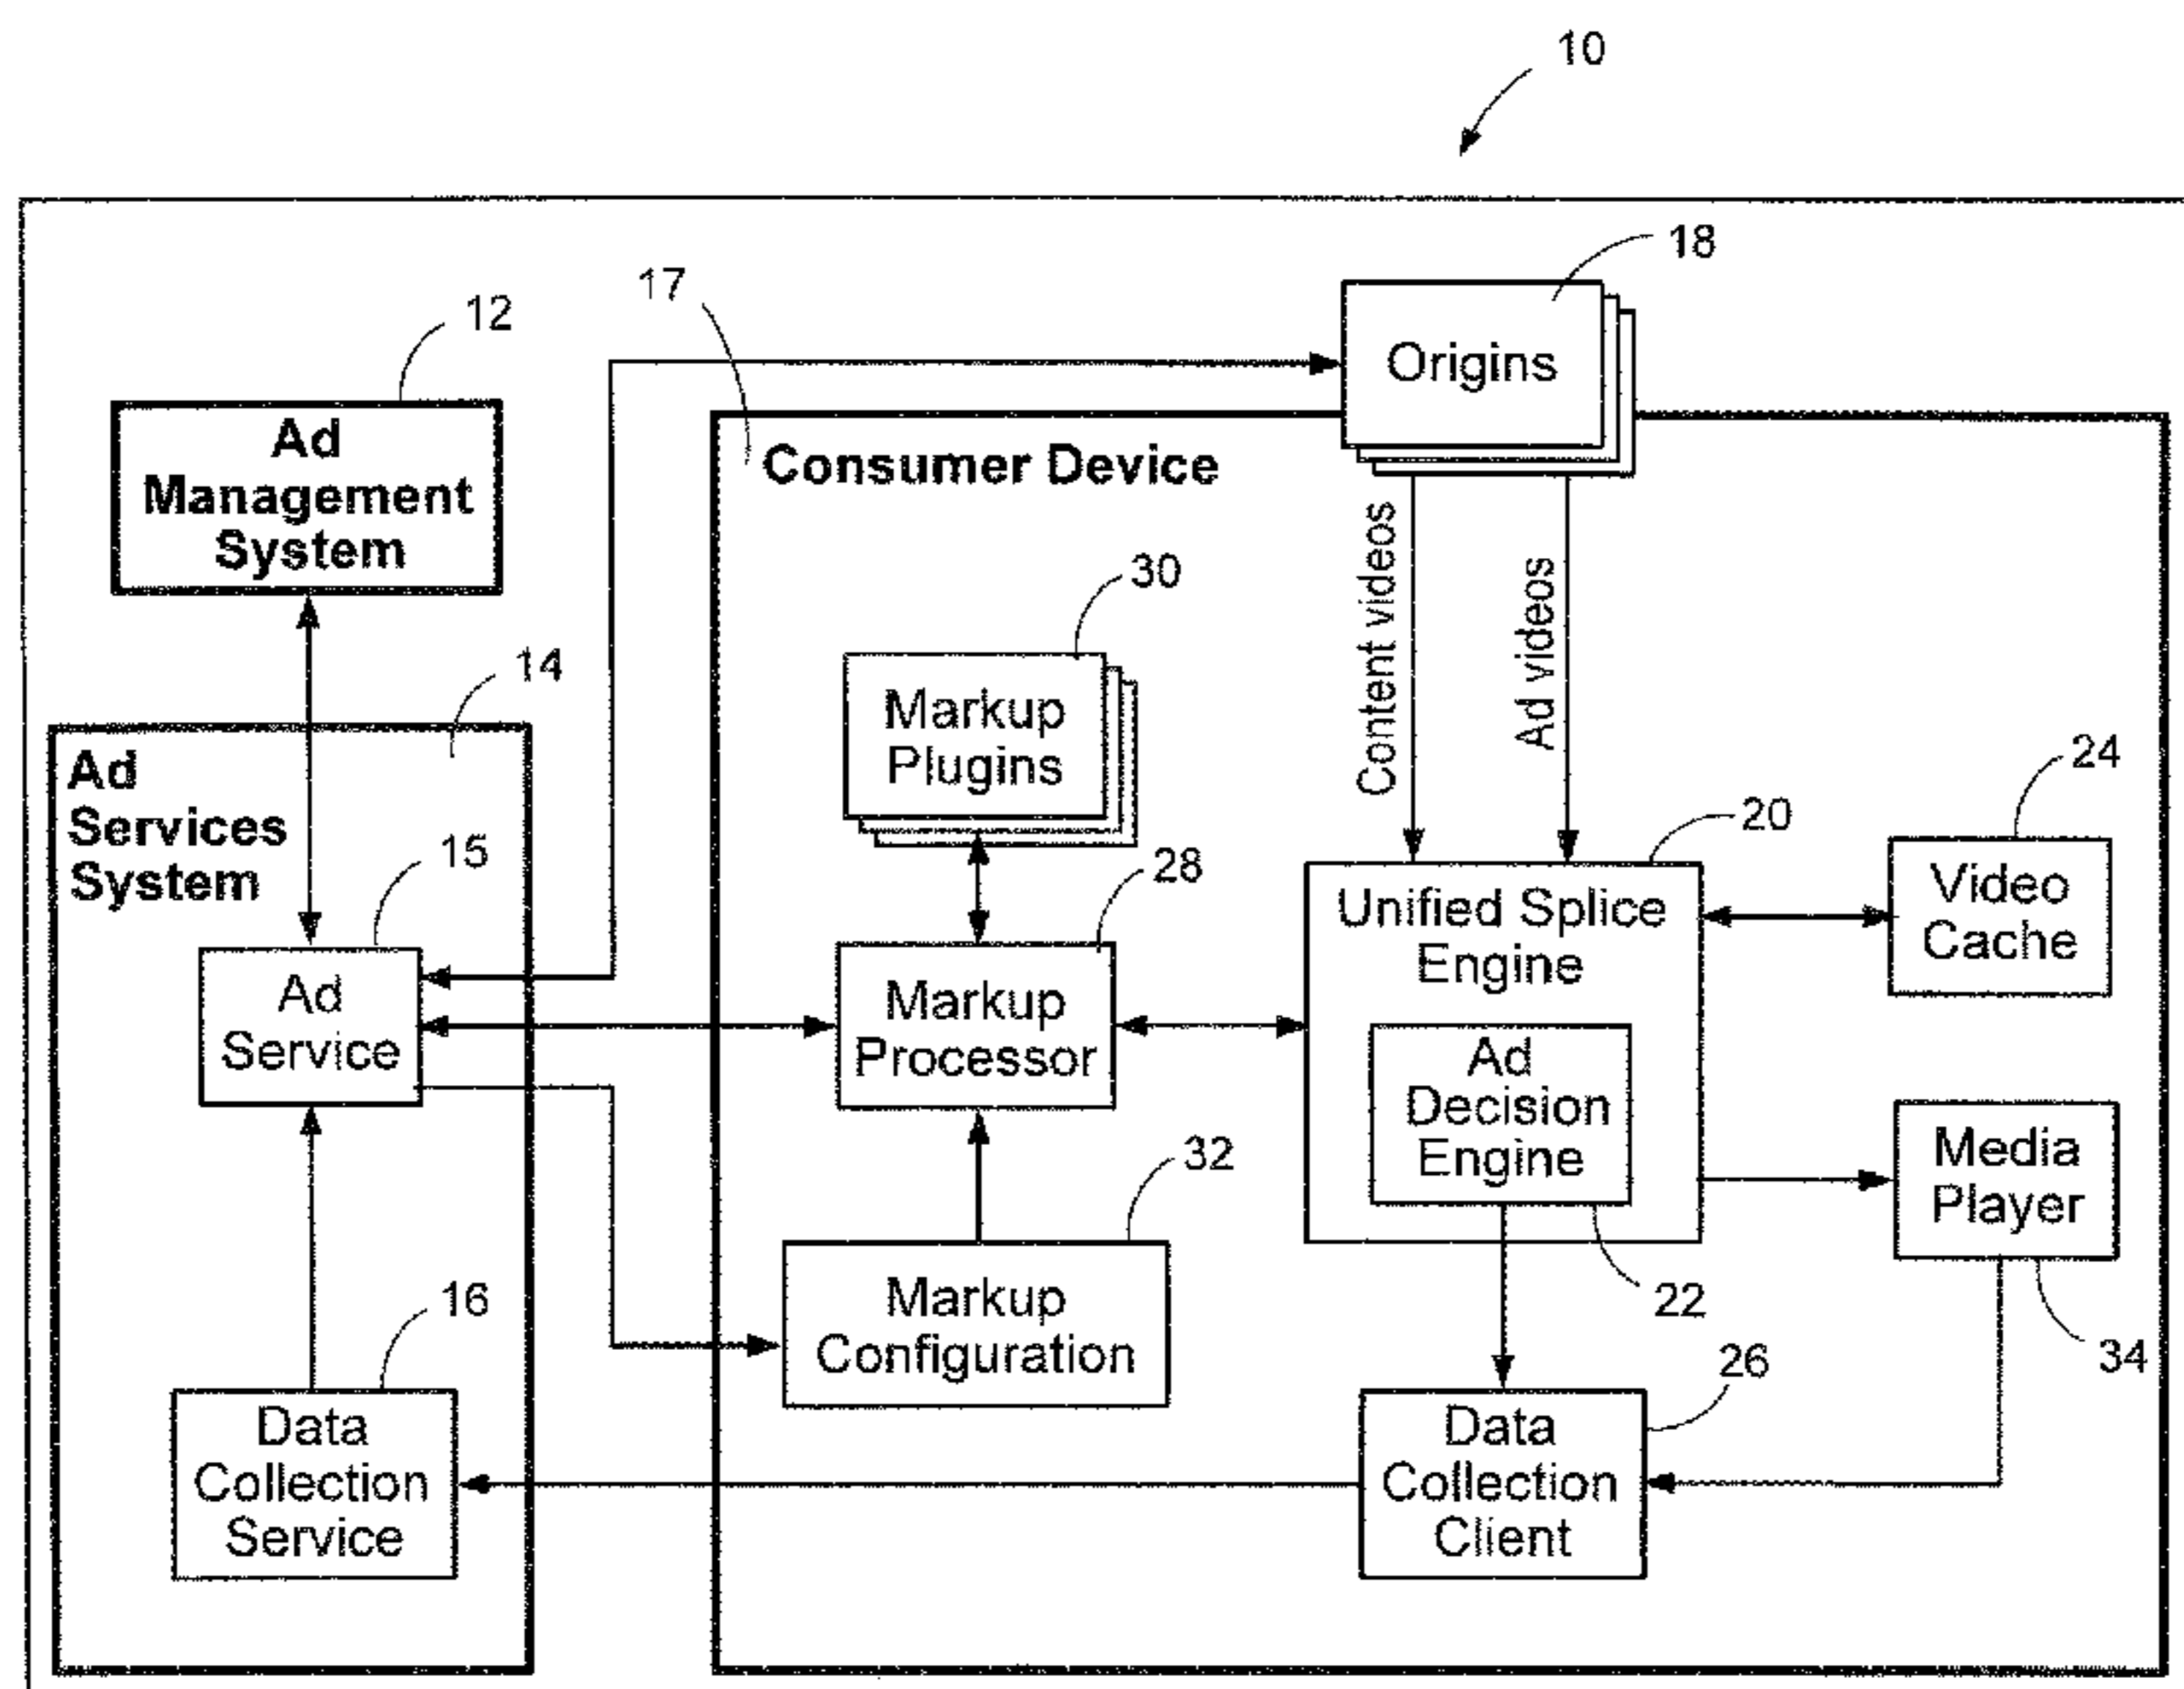 10
18
17
12
Origins
Ad
Management
System
Consumer Device
Content videos
Ad videos
30
14
Markup
Plugins
Ad
Services
System
24
20
15
28
Video
Cache
Unified Splice
Engine
Ad
Service
Markup
Processor
Ad
Decision
Engine
Media
Player
32
16
Markup
Configuration
22
34
26
Data
Collection
Service
Data
Collection
Client